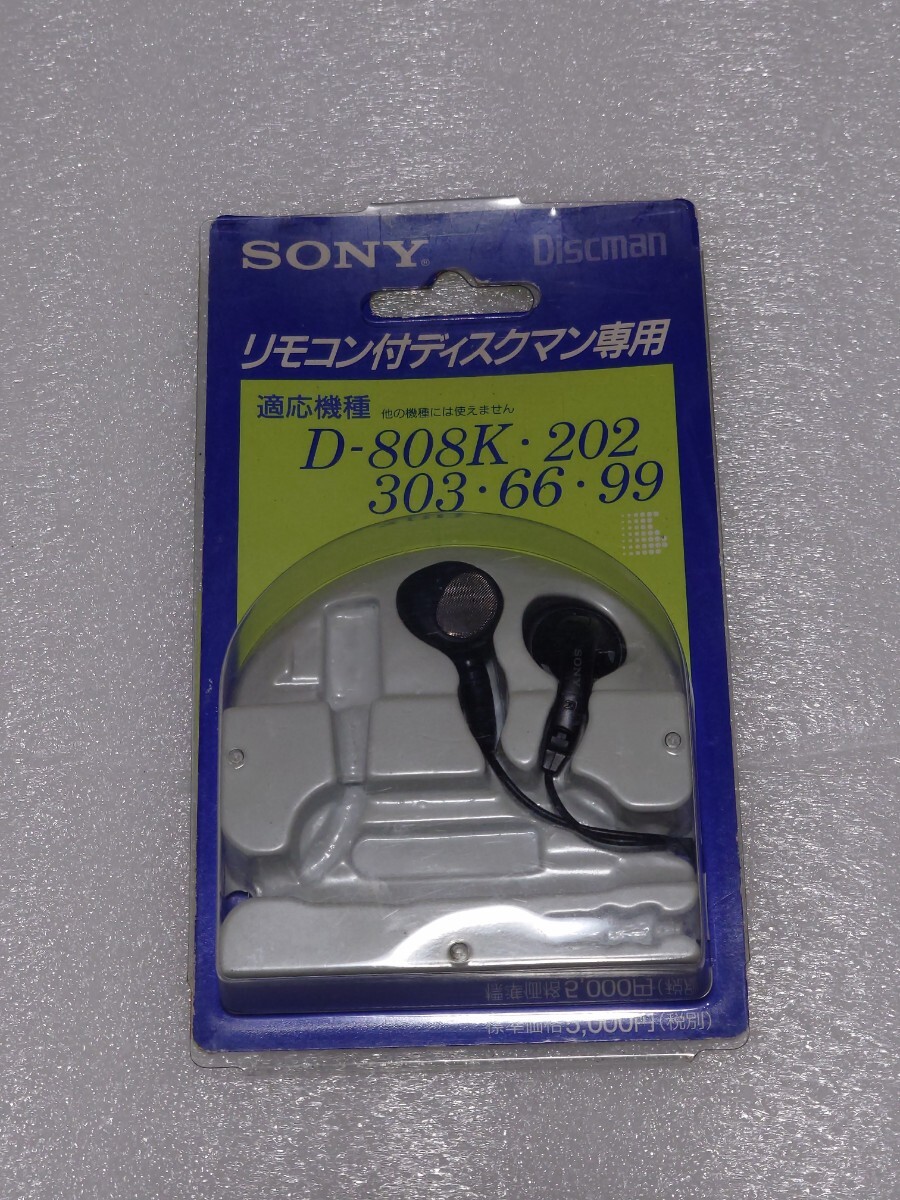 SONY® Discman
リモコン付ディスクマン専用
適応機種 他の機種には使えません
D-808K・202
303・66・99
SONY
標準価格5,000円(税別)